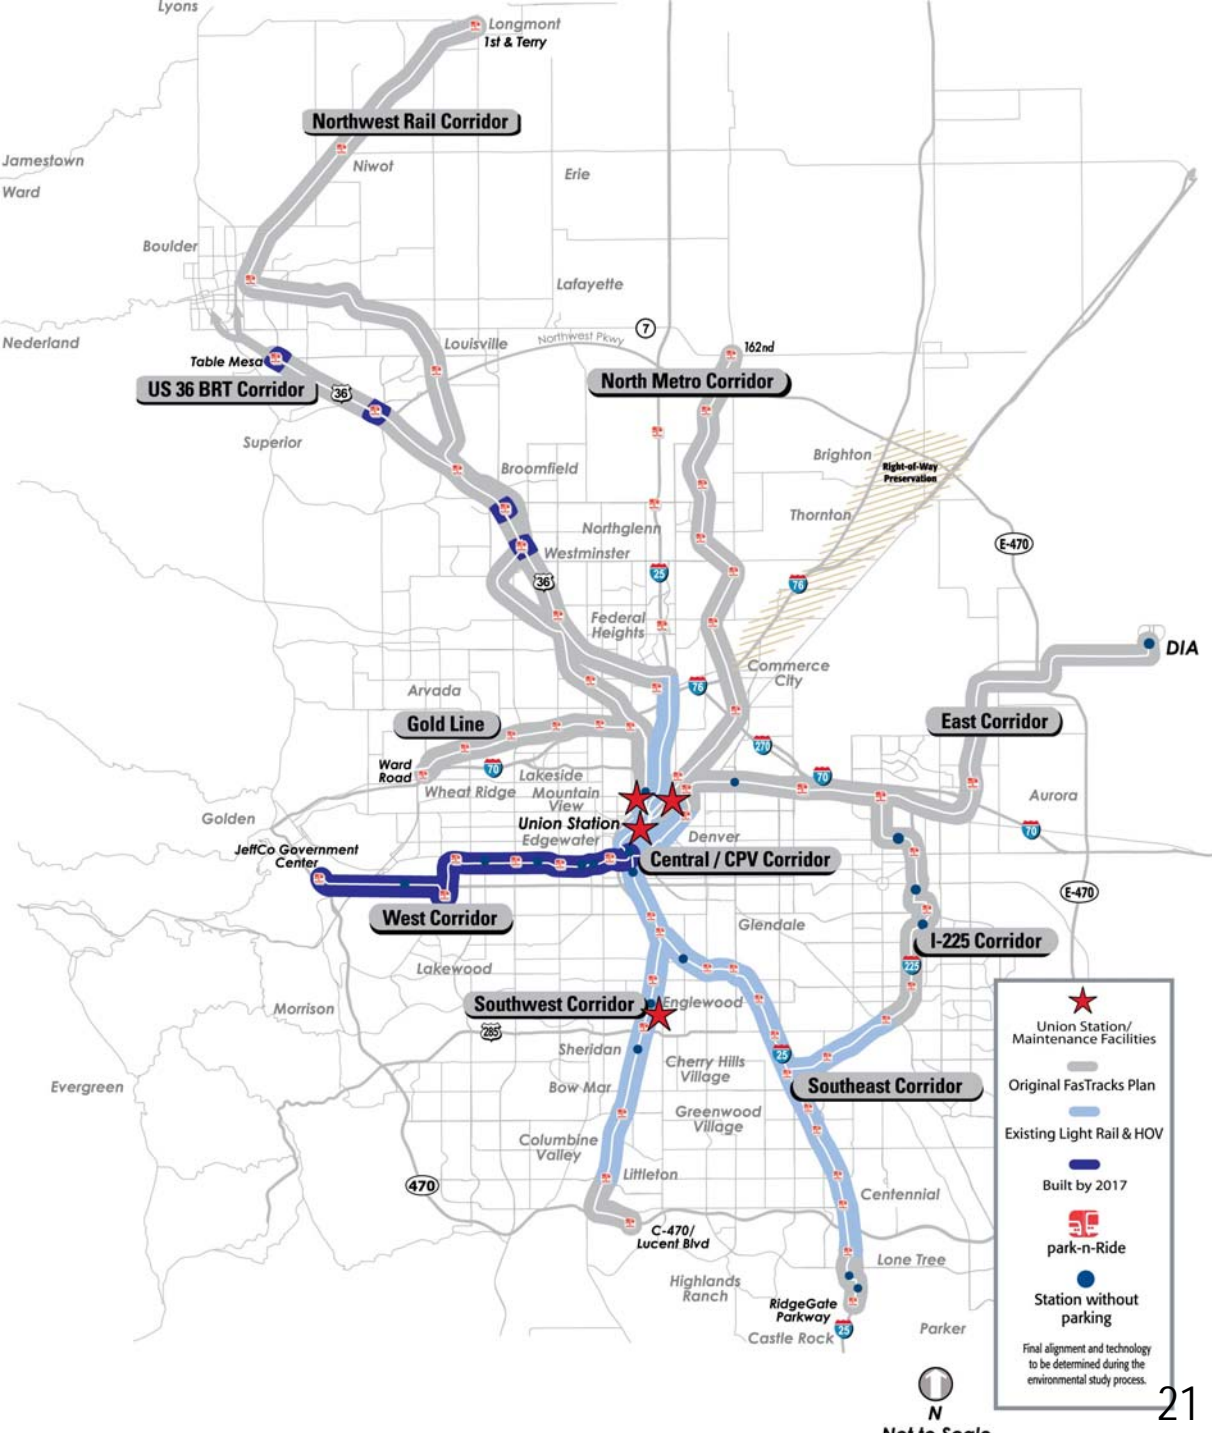 Lyons
Longmont
1st & Terry
Northwest Rail Corridor
Jamestown
Niwot
Erie
Ward
Boulder
Lafayette
Nederland
7
Northwest Pkwy
Louisville
162nd
Table Mesa
US 36 BRT Corridor
36
North Metro Corridor
Superior
Broomfield
Brighton
Right-of-Way
Preservation
Northglenn
Thornton
E-470
Westminster
36
25
76
Federal
Heights
DIA
Commerce
City
76
Arvada
Gold Line
East Corridor
270
Ward
Road
70
Lakeside
70
Wheat Ridge
Mountain
View
Aurora
Golden
Union Station
Edgewater
Denver
70
JeffCo Government
Center
Central / CPV Corridor
E-470
West Corridor
Glendale
I-225 Corridor
Lakewood
225
Morrison
Southwest Corridor
Englewood
285
Sheridan
25
Cherry Hills
Village
Evergreen
Bow Mar
Southeast Corridor
Greenwood
Village
Columbine
Valley
Littleton
470
Centennial
C-470/
Lucent Blvd
Lone Tree
Highlands
Ranch
RidgeGate
Parkway
25
Castle Rock
Parker
Union Station/
Maintenance Facilities
Original FasTracks Plan
Existing Light Rail & HOV
Built by 2017
park-n-Ride
Station without
parking
Final alignment and technology
to be determined during the
environmental study process.
21
N
Not to Scale